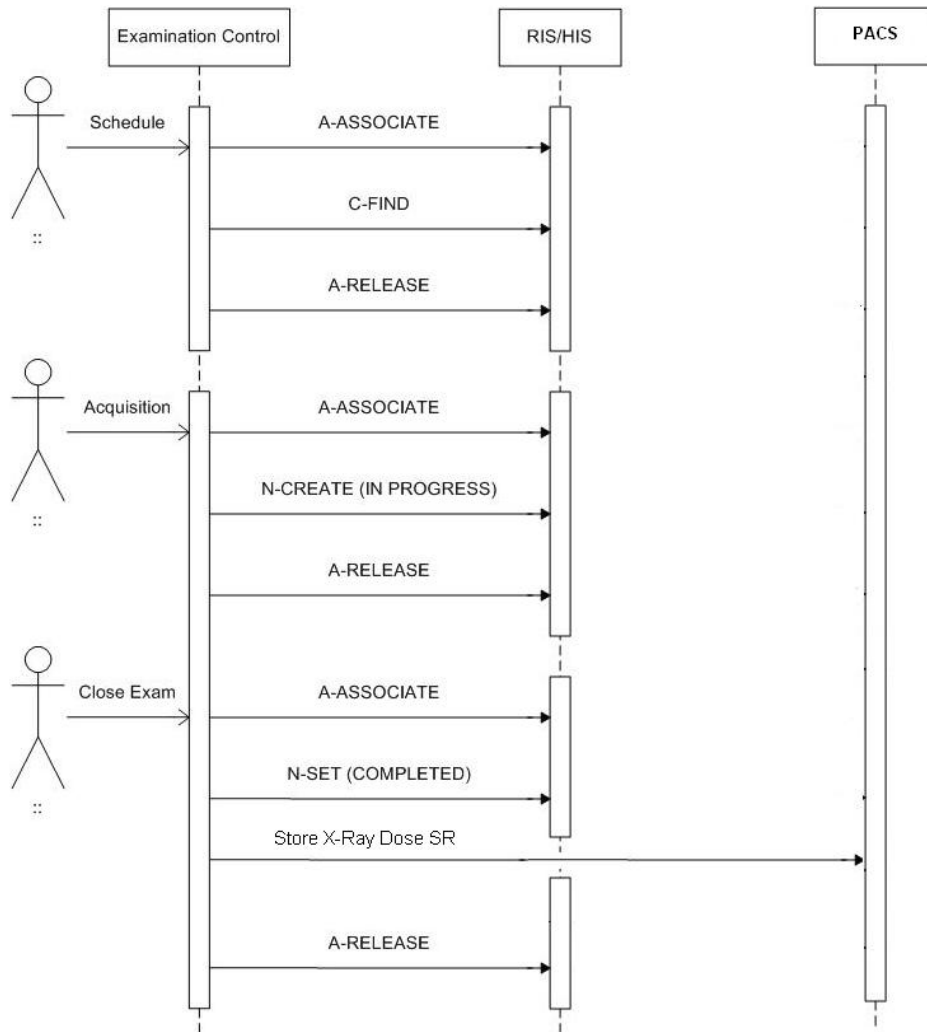 Examination Control
RIS/HIS
PACS
Schedule
A-ASSOCIATE
C-FIND
A-RELEASE
::
Acquisition
A-ASSOCIATE
N-CREATE (IN PROGRESS)
::
A-RELEASE
Close Exam
A-ASSOCIATE
N-SET (COMPLETED)
::
Store X-Ray Dose SR
A-RELEASE